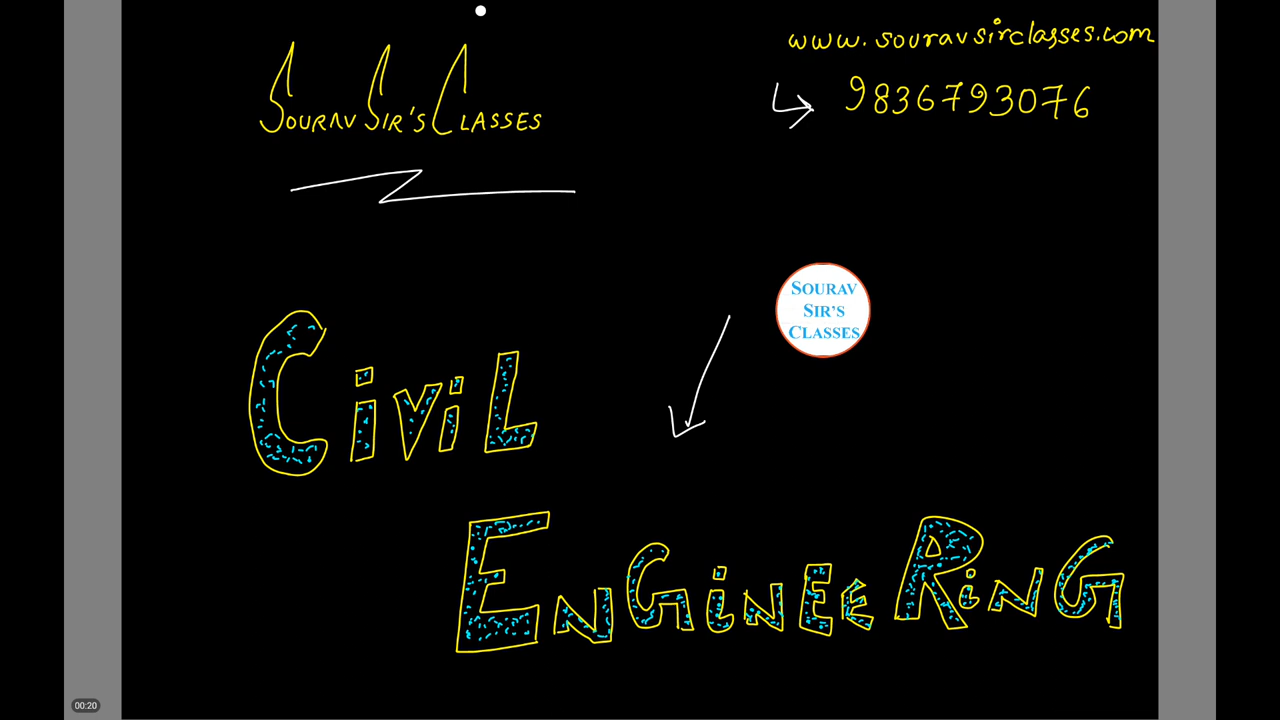 www.souravsirclasses.com
SOURAV SIR'S CLASSES
9836793076
SOURAV
SIR'S
CLASSES
CiviL
EnGiNEERiNG
00:20